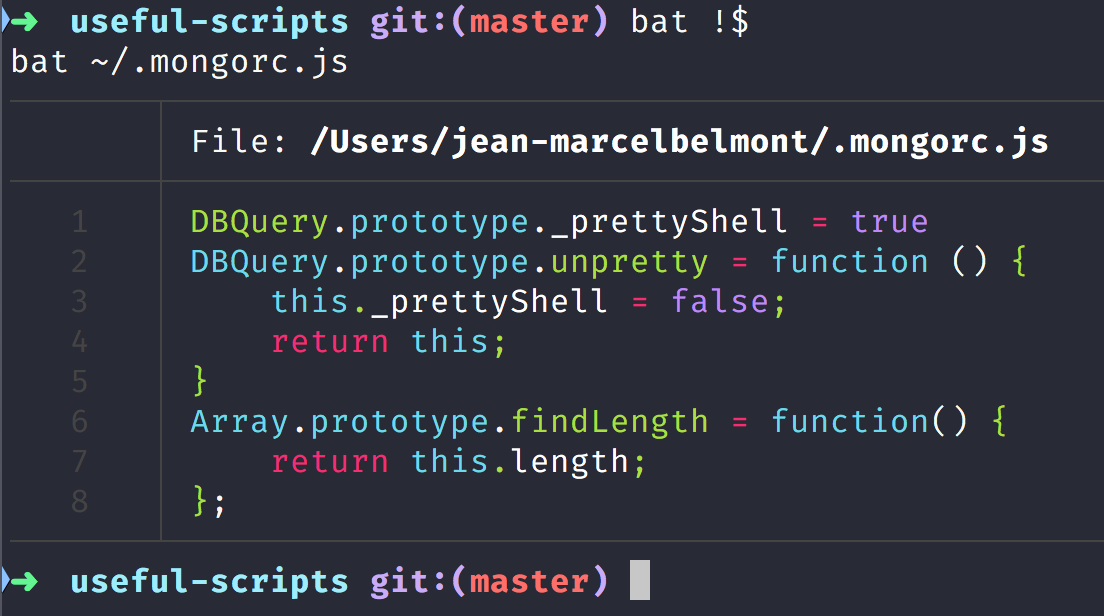 ➜ useful-scripts git:(master) bat !$
bat ~/.mongorc.js
File: /Users/jean-marcelbelmont/.mongorc.js
1 DBQuery.prototype._prettyShell = true
2 DBQuery.prototype.unpretty = function () {
3     this._prettyShell = false;
4     return this;
5 }
6 Array.prototype.findLength = function() {
7     return this.length;
8 };
➜ useful-scripts git:(master)